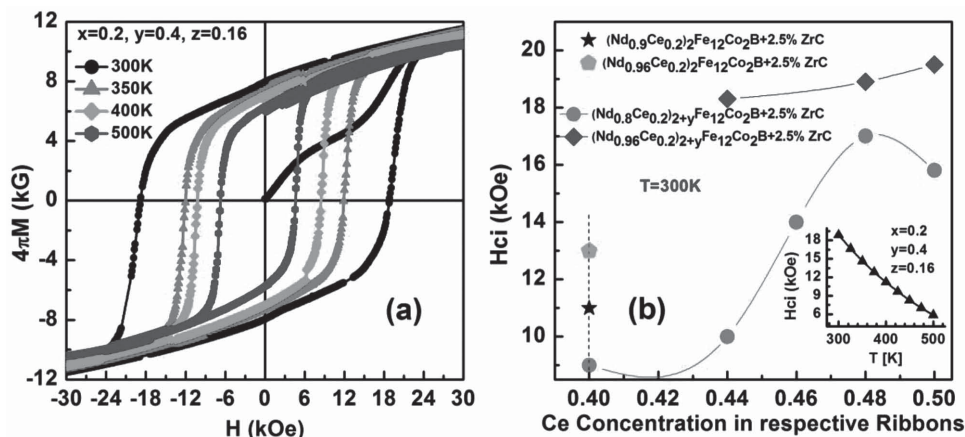 x=0.2, y=0.4, z=0.16
300K
350K
400K
500K
(a)
12
8
4
0
-4
-8
-12
4πM (kG)
-30 -24 -18 -12 -6 0 6 12 18 24 30
H (kOe)
(Nd0.9Ce0.2)2Fe12Co2B+2.5% ZrC
(Nd0.96Ce0.2)2Fe12Co2B+2.5% ZrC
(Nd0.8Ce0.2)2+yFe12Co2B+2.5% ZrC
(Nd0.96Ce0.2)2+yFe12Co2B+2.5% ZrC
T=300K
(b)
20
18
16
14
12
10
Hci (kOe)
x=0.2
y=0.4
z=0.16
18
15
12
9
6
Hci (kOe)
300 400 500
T [K]
0.40 0.42 0.44 0.46 0.48 0.50
Ce Concentration in respective Ribbons